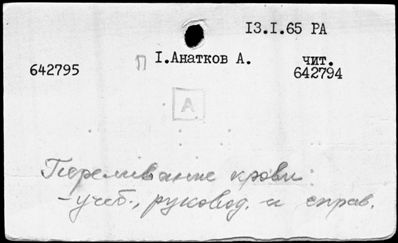 13.I.65 РА
П I.Анатков А. чит.
642795 642794
А
Переливание крови:
-учеб., руковод. и справ.